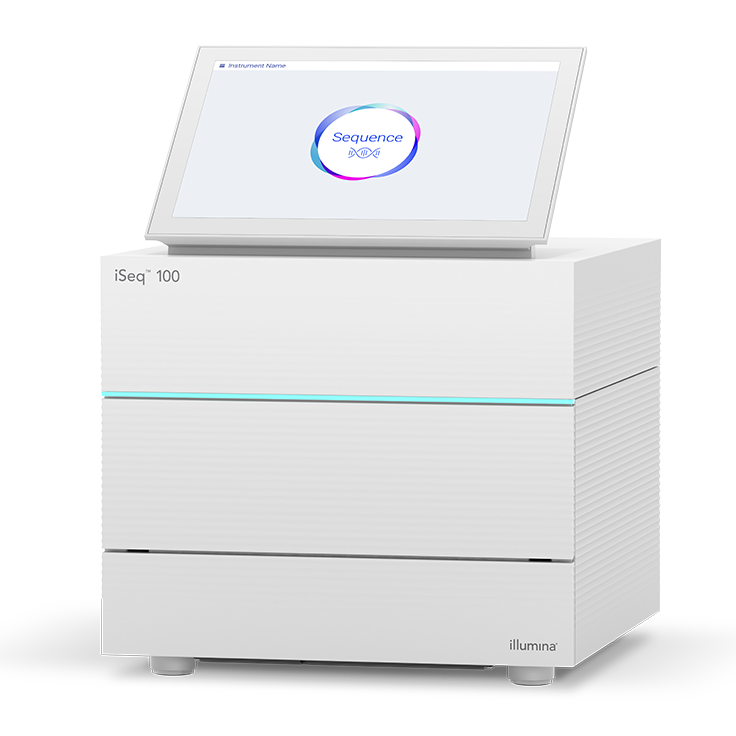 Instrument Name
Sequence
iSeq™ 100
illumina®